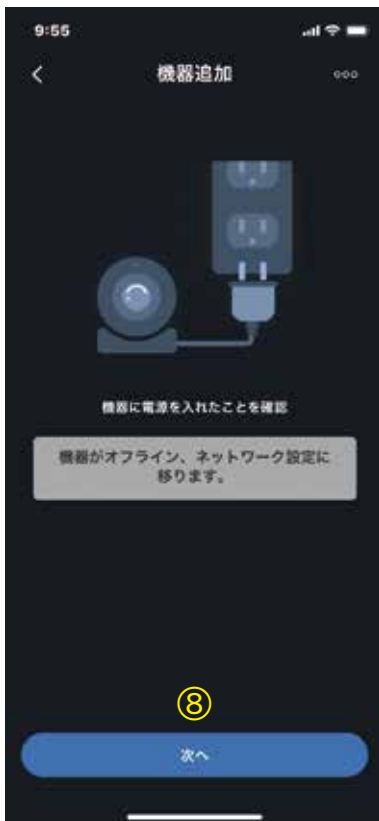 9:55
機器追加
機器に電源を入れたことを確認
機器がオフライン、ネットワーク設定に
移ります。
⑧
次へ